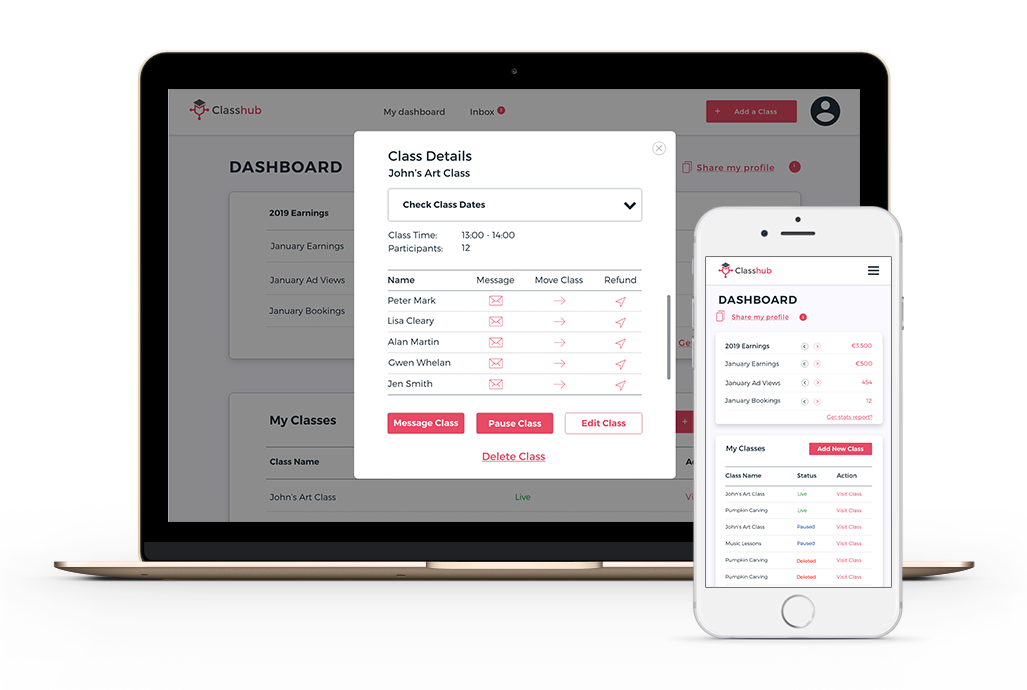 Classhub
My dashboard
Inbox
+ Add a Class
DASHBOARD
Share my profile
2019 Earnings
January Earnings
January Ad Views
January Bookings
Get
My Classes
+
Class Name
John's Art Class
Live
Class Details
John's Art Class
Check Class Dates
Class Time: 13:00 - 14:00
Participants: 12
Name Message Move Class Refund
Peter Mark
Lisa Cleary
Alan Martin
Gwen Whelan
Jen Smith
Message Class Pause Class Edit Class
Delete Class
Classhub
DASHBOARD
Share my profile
2019 Earnings €3,500
January Earnings €500
January Ad Views 454
January Bookings 12
Get stats report?
My Classes Add New Class
Class Name Status Action
John's Art Class Live Visit Class
Pumpkin Carving Live Visit Class
John's Art Class Paused Visit Class
Music Lessons Paused Visit Class
Pumpkin Carving Deleted Visit Class
Pumpkin Carving Deleted Visit Class